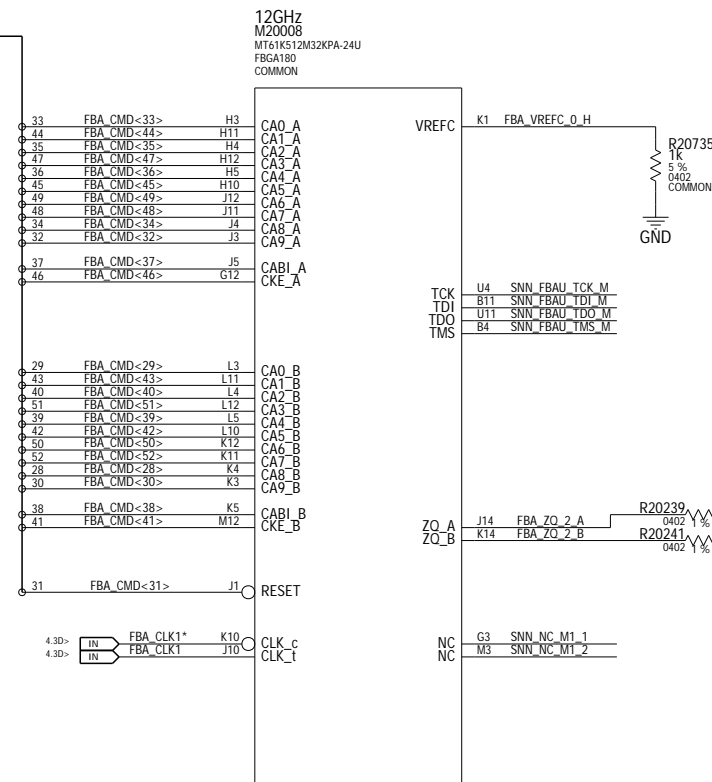 12GHz
M20008
MT61K512M32KPA-24U
FBGA180
COMMON
33 FBA_CMD<33> H3 CA0_A
44 FBA_CMD<44> H11 CA1_A
35 FBA_CMD<35> H4 CA2_A
47 FBA_CMD<47> H12 CA3_A
36 FBA_CMD<36> H5 CA4_A
45 FBA_CMD<45> H10 CA5_A
49 FBA_CMD<49> J12 CA6_A
48 FBA_CMD<48> J11 CA7_A
34 FBA_CMD<34> J4 CA8_A
32 FBA_CMD<32> J3 CA9_A
37 FBA_CMD<37> J5 CABI_A
46 FBA_CMD<46> G12 CKE_A
29 FBA_CMD<29> L3 CA0_B
43 FBA_CMD<43> L11 CA1_B
40 FBA_CMD<40> L4 CA2_B
51 FBA_CMD<51> L12 CA3_B
39 FBA_CMD<39> L5 CA4_B
42 FBA_CMD<42> L10 CA5_B
50 FBA_CMD<50> K12 CA6_B
52 FBA_CMD<52> K11 CA7_B
28 FBA_CMD<28> K4 CA8_B
30 FBA_CMD<30> K3 CA9_B
38 FBA_CMD<38> K5 CABI_B
41 FBA_CMD<41> M12 CKE_B
31 FBA_CMD<31> J1 RESET
4.3D> IN FBA_CLK1* K10 CLK_c
4.3D> IN FBA_CLK1 J10 CLK_t
VREFC K1 FBA_VREFC_0_H
R20735
1k
5 %
0402
COMMON
GND
TCK U4 SNN_FBAU_TCK_M
TDI B11 SNN_FBAU_TDI_M
TDO U11 SNN_FBAU_TDO_M
TMS B4 SNN_FBAU_TMS_M
ZQ_A J14 FBA_ZQ_2_A R20239
0402 1 %
ZQ_B K14 FBA_ZQ_2_B R20241
0402 1 %
NC G3 SNN_NC_M1_1
NC M3 SNN_NC_M1_2